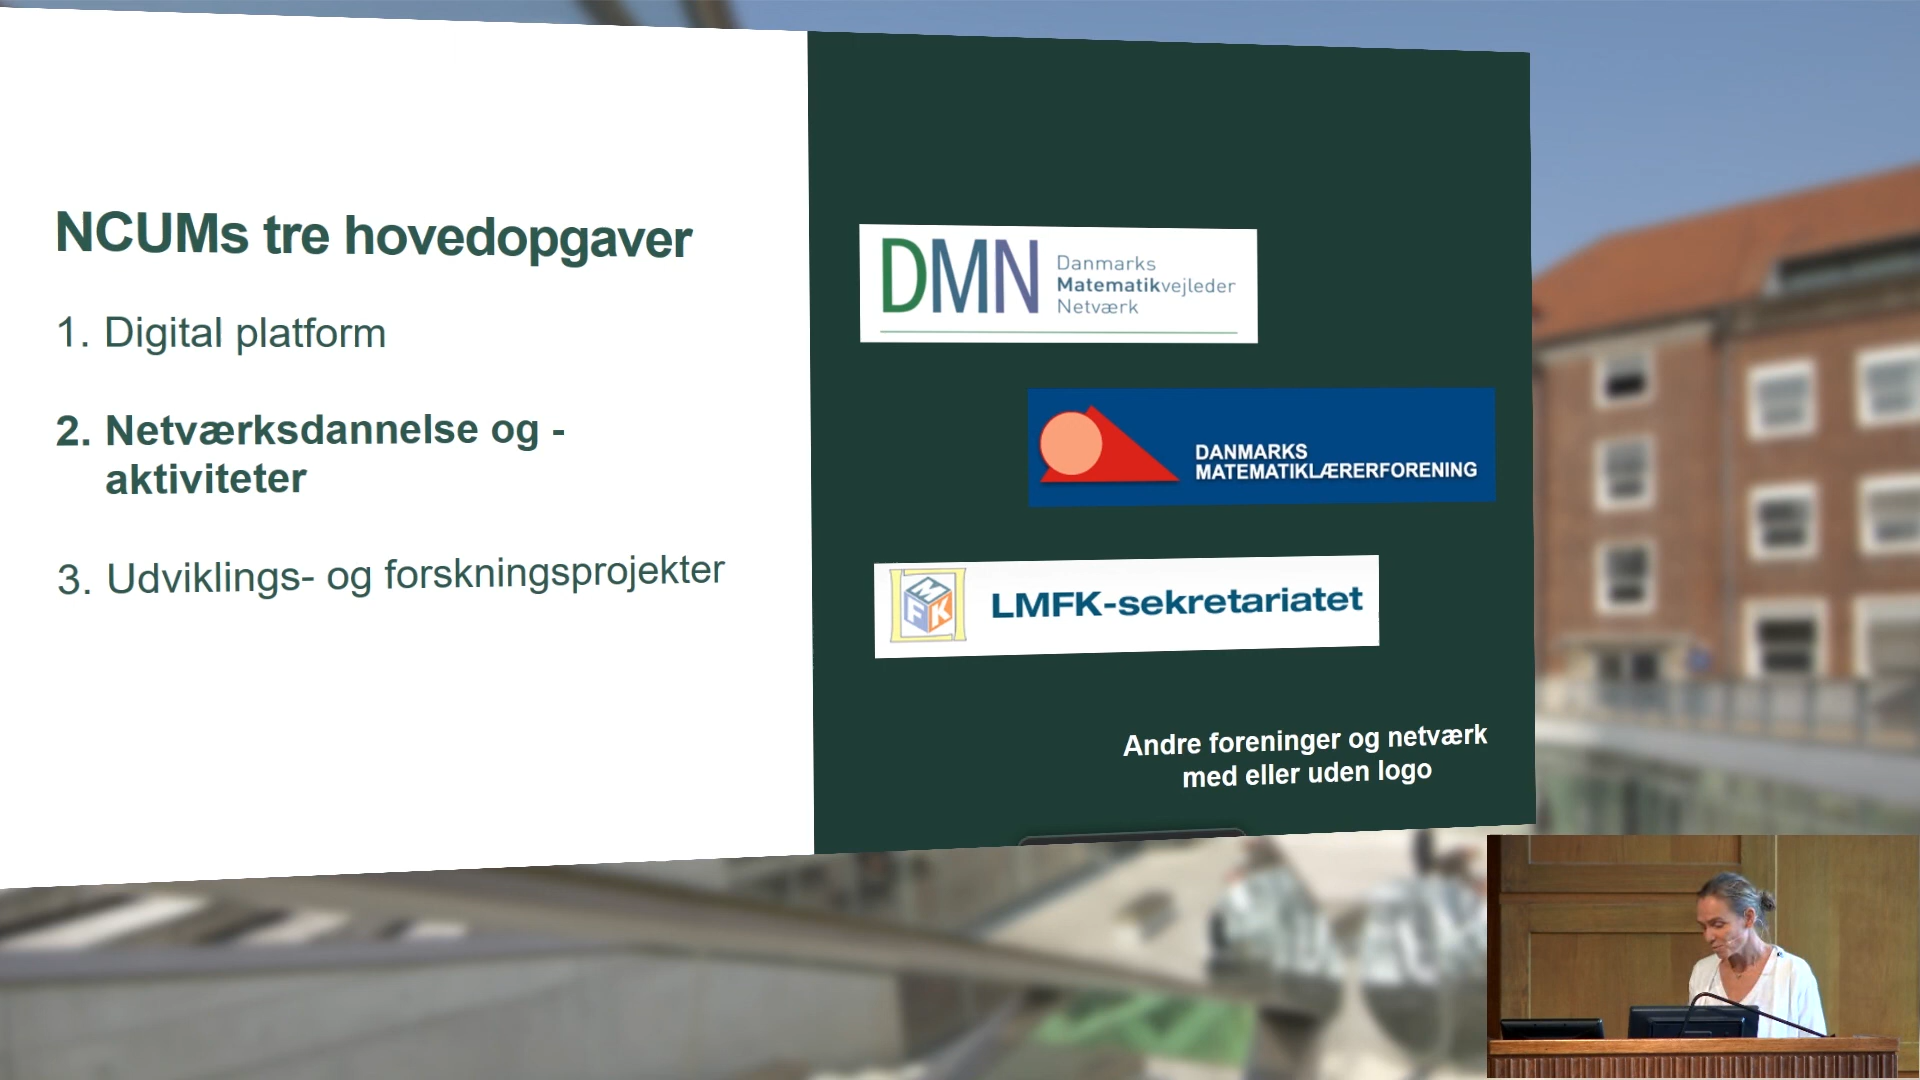 NCUMs tre hovedopgaver
1. Digital platform
2. Netværksdannelse og -
aktiviteter
3. Udviklings- og forskningsprojekter
DMN
Danmarks
Matematikvejleder
Netværk
DANMARKS
MATEMATIKLÆRERFORENING
LMFK
LMFK-sekretariatet
Andre foreninger og netværk
med eller uden logo